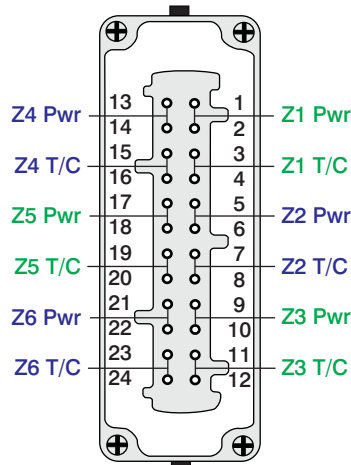 13 1
Z4 Pwr Z1 Pwr
14 2
15 3
Z4 T/C Z1 T/C
16 4
17 5
Z5 Pwr Z2 Pwr
18 6
19 7
Z5 T/C Z2 T/C
20 8
21 9
Z6 Pwr Z3 Pwr
22 10
23 11
Z6 T/C Z3 T/C
24 12